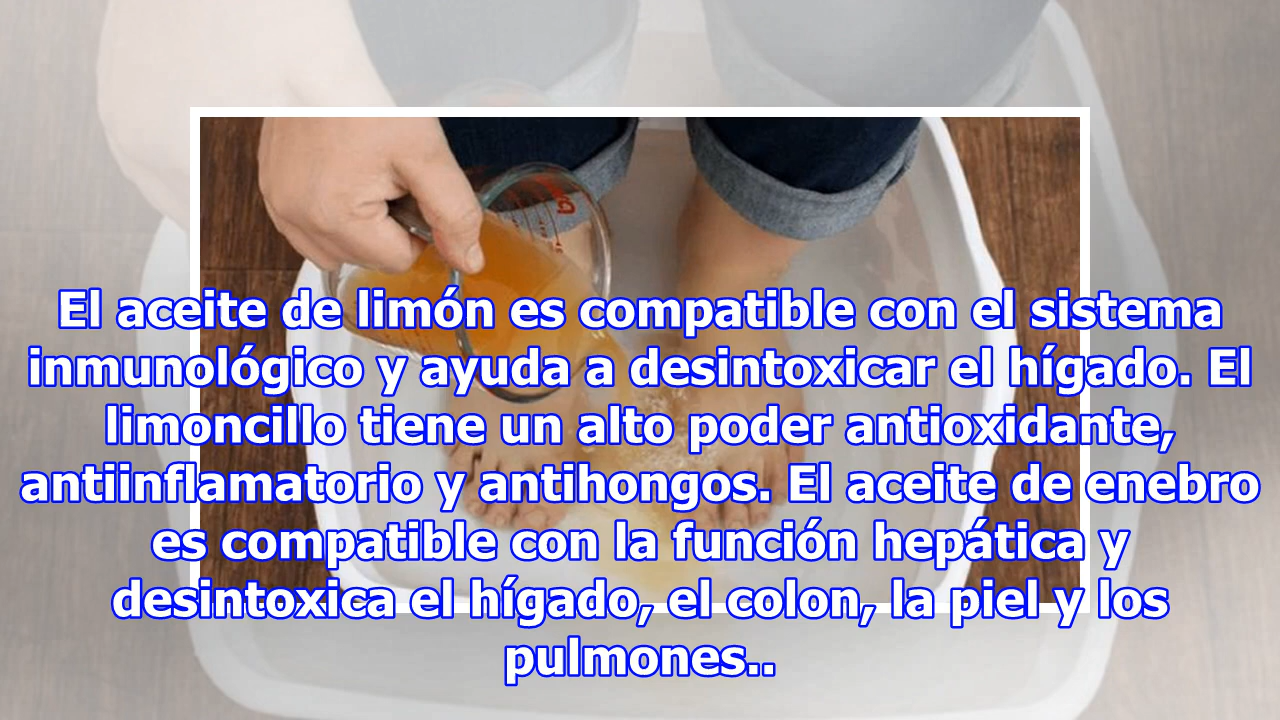 El aceite de limón es compatible con el sistema
inmunológico y ayuda a desintoxicar el hígado. El
limoncillo tiene un alto poder antioxidante,
antiinflamatorio y antihongos. El aceite de enebro
es compatible con la función hepática y
desintoxica el hígado, el colon, la piel y los
pulmones..